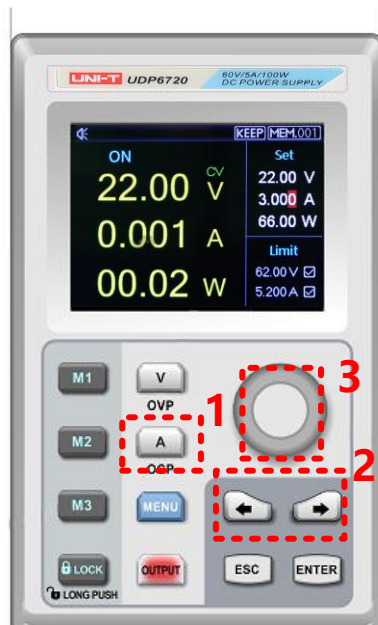 UNI-T UDP6720 60V/5A/100W
DC POWER SUPPLY
KEEP MEM.001
ON Set
CV
22.00 V 22.00 V
3.000 A
0.001 A 66.00 W
Limit
00.02 W 62.00 V
5.200 A
M1 V
OVP
3
1
M2 A
OCP
2
M3 MENU
LOCK OUTPUT ESC ENTER
LONG PUSH